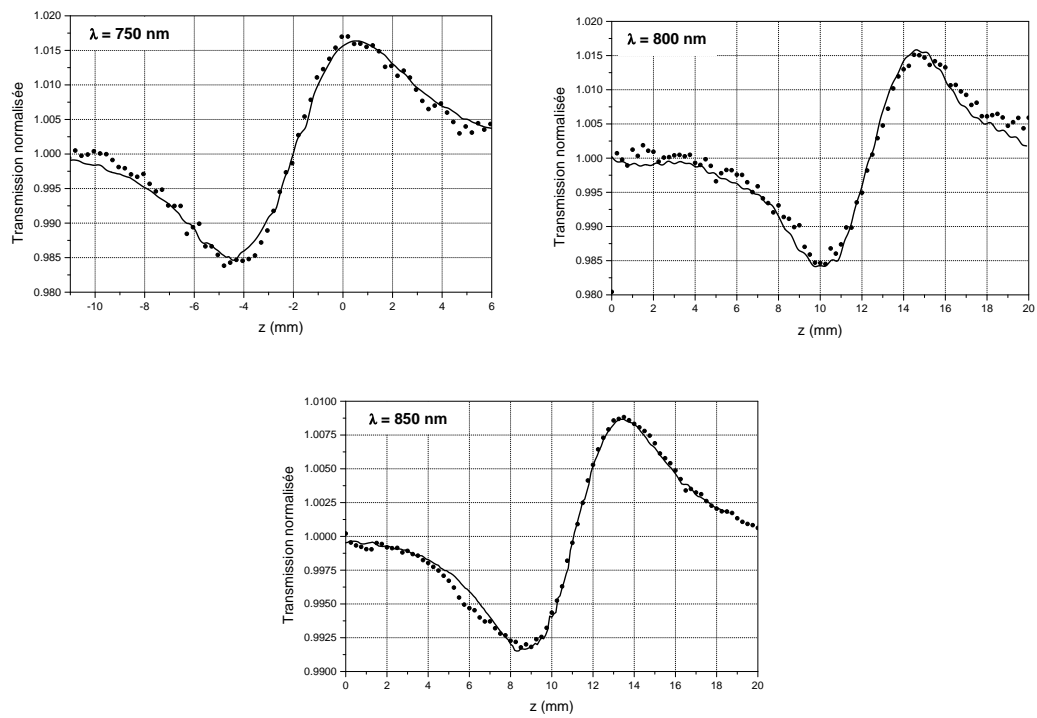 λ = 750 nm
Transmission normalisée
1.020
1.015
1.010
1.005
1.000
0.995
0.990
0.985
0.980
-10 -8 -6 -4 -2 0 2 4 6
z (mm)
λ = 800 nm
Transmission normalisée
1.020
1.015
1.010
1.005
1.000
0.995
0.990
0.985
0.980
0 2 4 6 8 10 12 14 16 18 20
z (mm)
λ = 850 nm
Transmission normalisée
1.0100
1.0075
1.0050
1.0025
1.0000
0.9975
0.9950
0.9925
0.9900
0 2 4 6 8 10 12 14 16 18 20
z (mm)